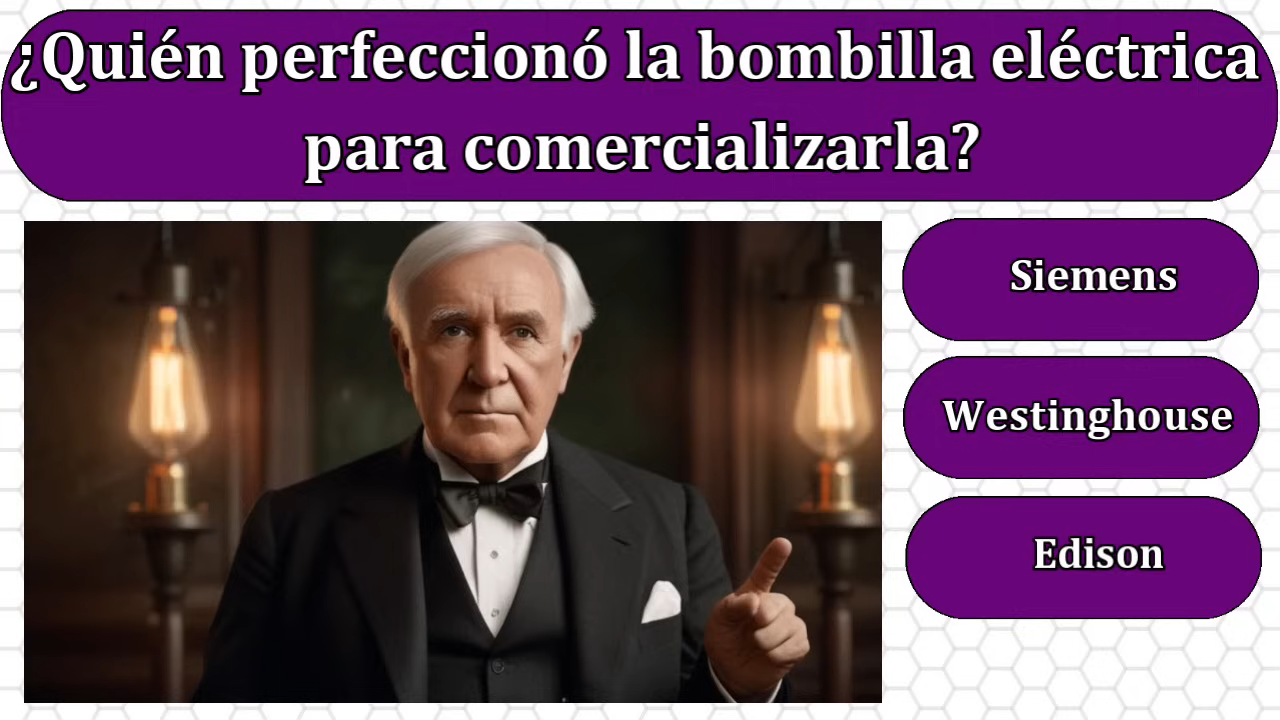 ¿Quién perfeccionó la bombilla eléctrica
para comercializarla?
Siemens
Westinghouse
Edison